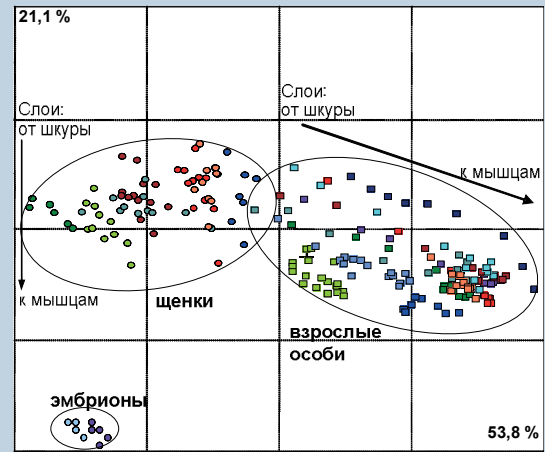 21,1 %
Слои:
от шкуры
Слои:
от шкуры
к мышцам
к мышцам
щенки
взрослые
особи
эмбрионы
53,8 %